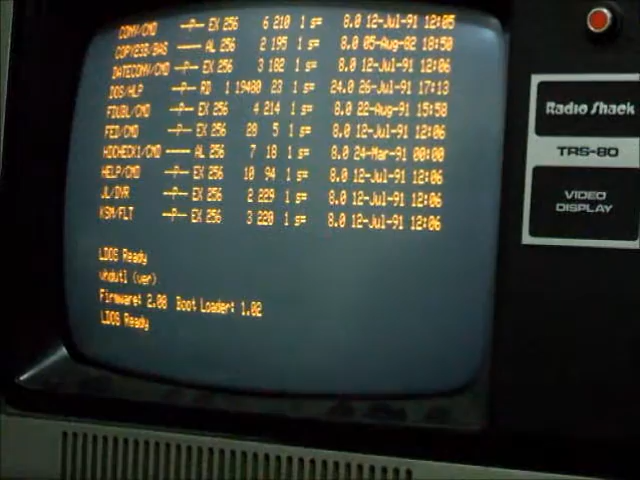 CONV/CMD --P- EX 256 6 210 1 s= 8.0 12-Jul-91 12:05
COPY23B/BAS ---- AL 256 2 195 1 s= 8.0 05-Aug-82 18:50
DATECONV/CMD --P- EX 256 3 182 1 s= 8.0 12-Jul-91 12:06
DOS/HLP --P- RD 1 19480 23 1 s= 24.0 26-Jul-91 17:13
FDUBL/CMD --P- EX 256 4 214 1 s= 8.0 22-Aug-91 15:58
FED/CMD --P- EX 256 28 5 1 s= 8.0 12-Jul-91 12:06
HDCHECK1/CMD ---- AL 256 7 18 1 s= 8.0 24-Mar-91 00:00
HELP/CMD --P- EX 256 10 94 1 s= 8.0 12-Jul-91 12:06
JL/DVR --P- EX 256 2 229 1 s= 8.0 12-Jul-91 12:06
KSM/FLT --P- EX 256 3 220 1 s= 8.0 12-Jul-91 12:06
LDOS Ready
vhdutl (ver)
Firmware: 2.08 Boot Loader: 1.02
LDOS Ready
Radio Shack
TRS-80
VIDEO
DISPLAY